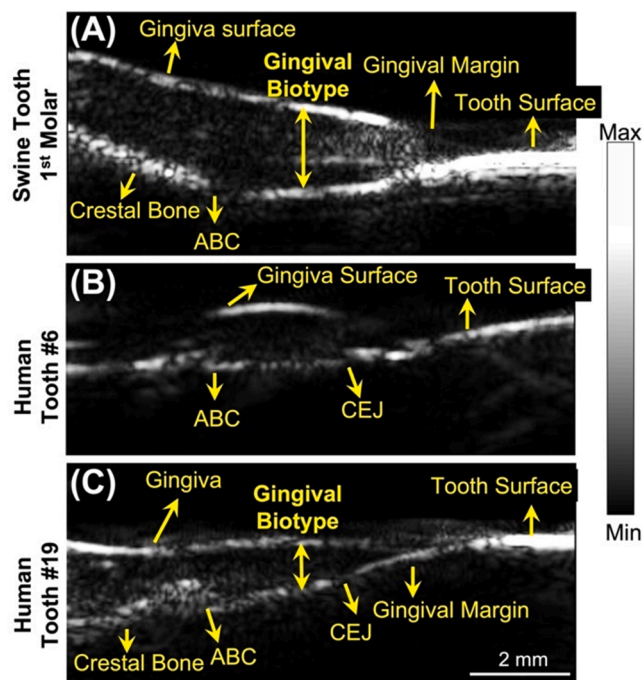 (A)
Gingiva surface
Gingival
Biotype
Gingival Margin
Tooth Surface
Crestal Bone
ABC
Swine Tooth
1st Molar
Max
Min
(B)
Gingiva Surface
Tooth Surface
ABC
CEJ
Human
Tooth #6
(C)
Gingiva
Gingival
Biotype
Tooth Surface
CEJ
Gingival Margin
ABC
Crestal Bone
2 mm
Human
Tooth #19